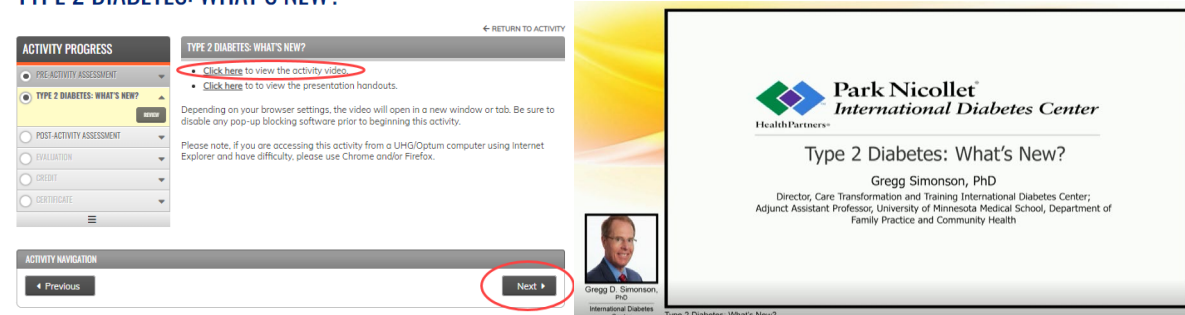 TYPE 2 DIABETES: WHAT'S NEW?
← RETURN TO ACTIVITY
ACTIVITY PROGRESS
PRE-ACTIVITY ASSESSMENT
TYPE 2 DIABETES: WHAT'S NEW?
REVIEW
POST-ACTIVITY ASSESSMENT
EVALUATION
CREDIT
CERTIFICATE
TYPE 2 DIABETES: WHAT'S NEW?
Click here to view the activity video.
Click here to to view the presentation handouts.
Depending on your browser settings, the video will open in a new window or tab. Be sure to
disable any pop-up blocking software prior to beginning this activity.
Please note, if you are accessing this activity from a UHG/Optum computer using Internet
Explorer and have difficulty, please use Chrome and/or Firefox.
ACTIVITY NAVIGATION
Previous
Next
Park Nicollet
International Diabetes Center
HealthPartners
Type 2 Diabetes: What's New?
Gregg Simonson, PhD
Director, Care Transformation and Training International Diabetes Center;
Adjunct Assistant Professor, University of Minnesota Medical School, Department of
Family Practice and Community Health
Gregg D. Simonson,
PhD
International Diabetes
Type 2 Diabetes: What's New?